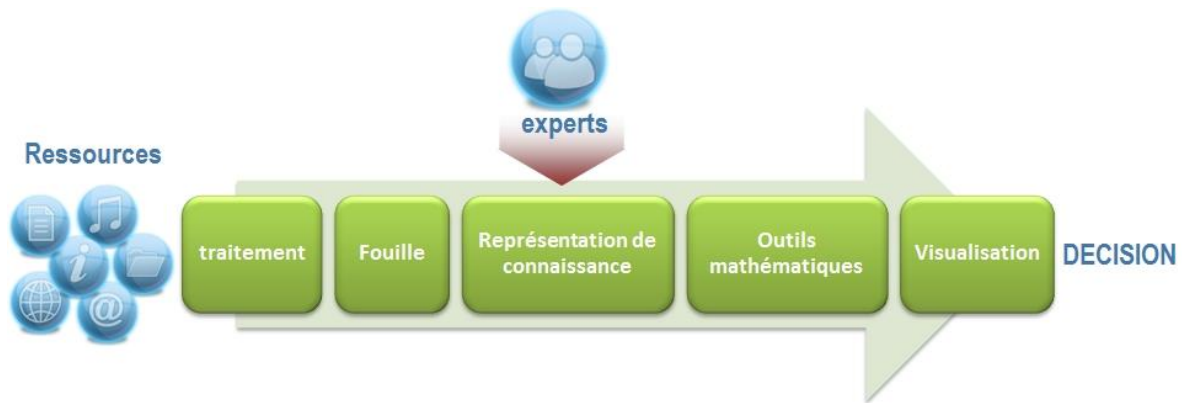 experts
Ressources
traitement
Fouille
Représentation de
connaissance
Outils
mathématiques
Visualisation
DECISION